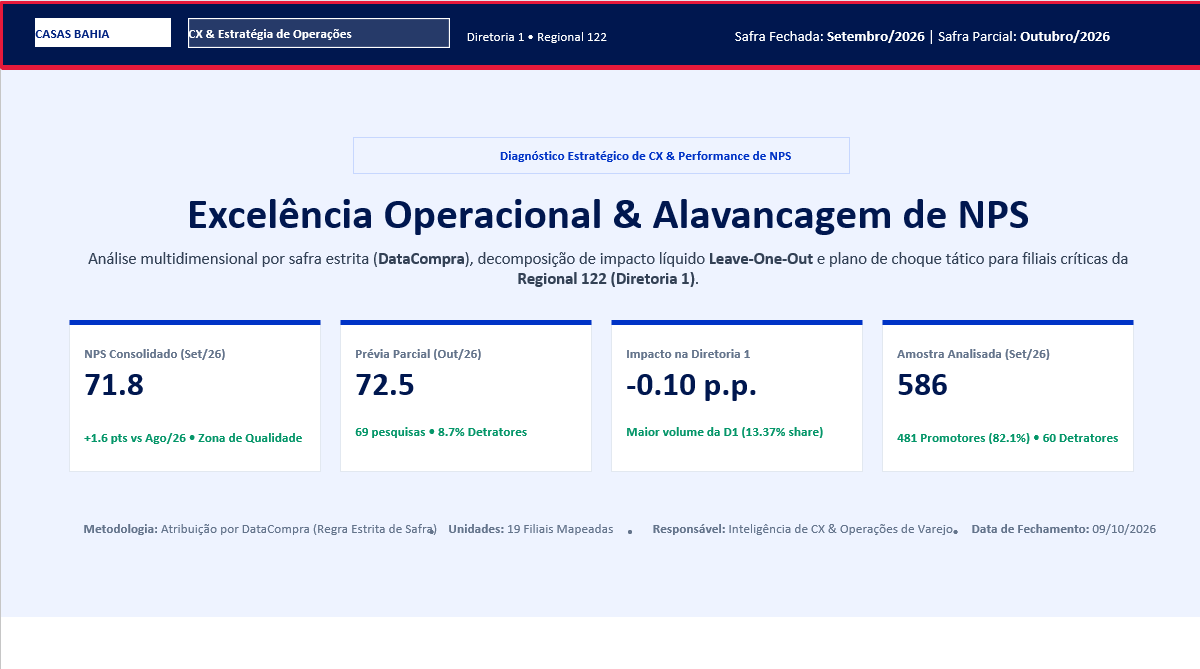 CASAS BAHIA
CX & Estratégia de Operações
Diretoria 1 • Regional 122
Safra Fechada: Setembro/2026 | Safra Parcial: Outubro/2026
Diagnóstico Estratégico de CX & Performance de NPS
Excelência Operacional & Alavancagem de NPS
Análise multidimensional por safra estrita (DataCompra), decomposição de impacto líquido Leave-One-Out e plano de choque tático para filiais críticas da
Regional 122 (Diretoria 1).
NPS Consolidado (Set/26)
71.8
+1.6 pts vs Ago/26 • Zona de Qualidade
Prévia Parcial (Out/26)
72.5
69 pesquisas • 8.7% Detratores
Impacto na Diretoria 1
-0.10 p.p.
Maior volume da D1 (13.37% share)
Amostra Analisada (Set/26)
586
481 Promotores (82.1%) • 60 Detratores
Metodologia: Atribuição por DataCompra (Regra Estrita de Safra) • Unidades: 19 Filiais Mapeadas • Responsável: Inteligência de CX & Operações de Varejo • Data de Fechamento: 09/10/2026